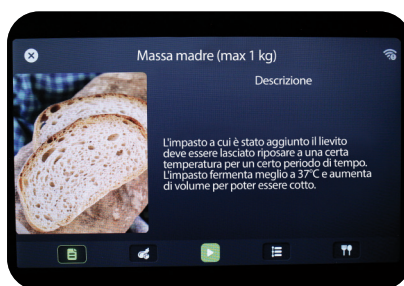 Massa madre (max 1 kg)
Descrizione
L'impasto a cui è stato aggiunto il lievito
deve essere lasciato riposare a una certa
temperatura per un certo periodo di tempo.
L'impasto fermenta meglio a 37°C e aumenta
di volume per poter essere cotto.